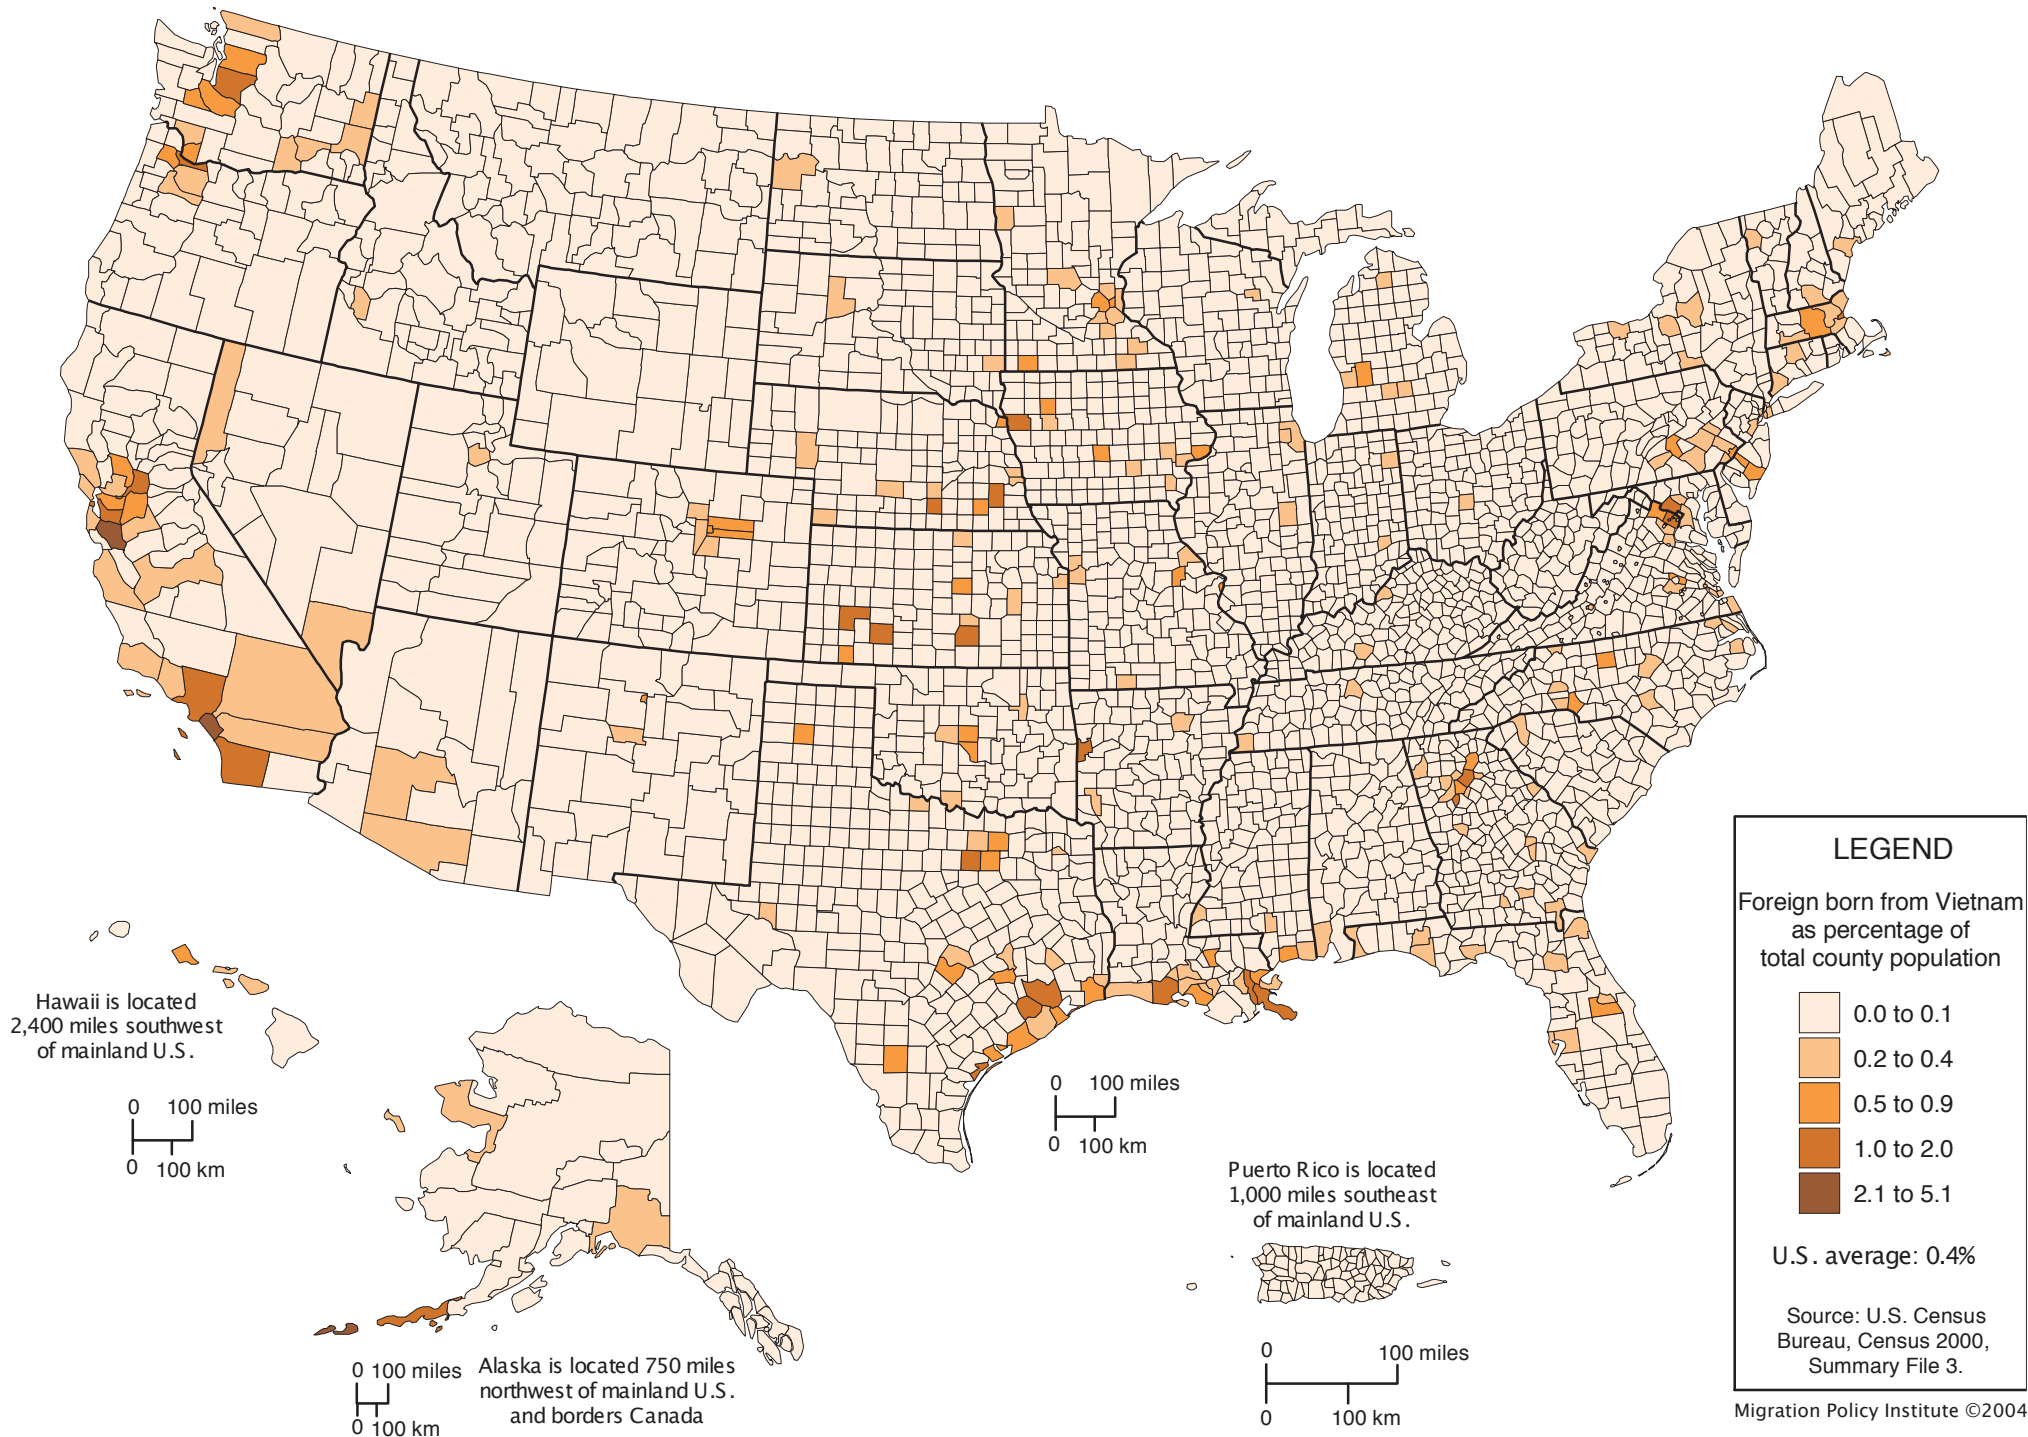 Hawaii is located
2,400 miles southwest
of mainland U.S.
0 100 miles
0 100 km
0 100 miles
0 100 km
Alaska is located 750 miles
northwest of mainland U.S.
and borders Canada
0 100 miles
0 100 km
Puerto Rico is located
1,000 miles southeast
of mainland U.S.
0 100 miles
0 100 km
LEGEND
Foreign born from Vietnam
as percentage of
total county population
0.0 to 0.1
0.2 to 0.4
0.5 to 0.9
1.0 to 2.0
2.1 to 5.1
U.S. average: 0.4%
Source: U.S. Census
Bureau, Census 2000,
Summary File 3.
Migration Policy Institute ©2004